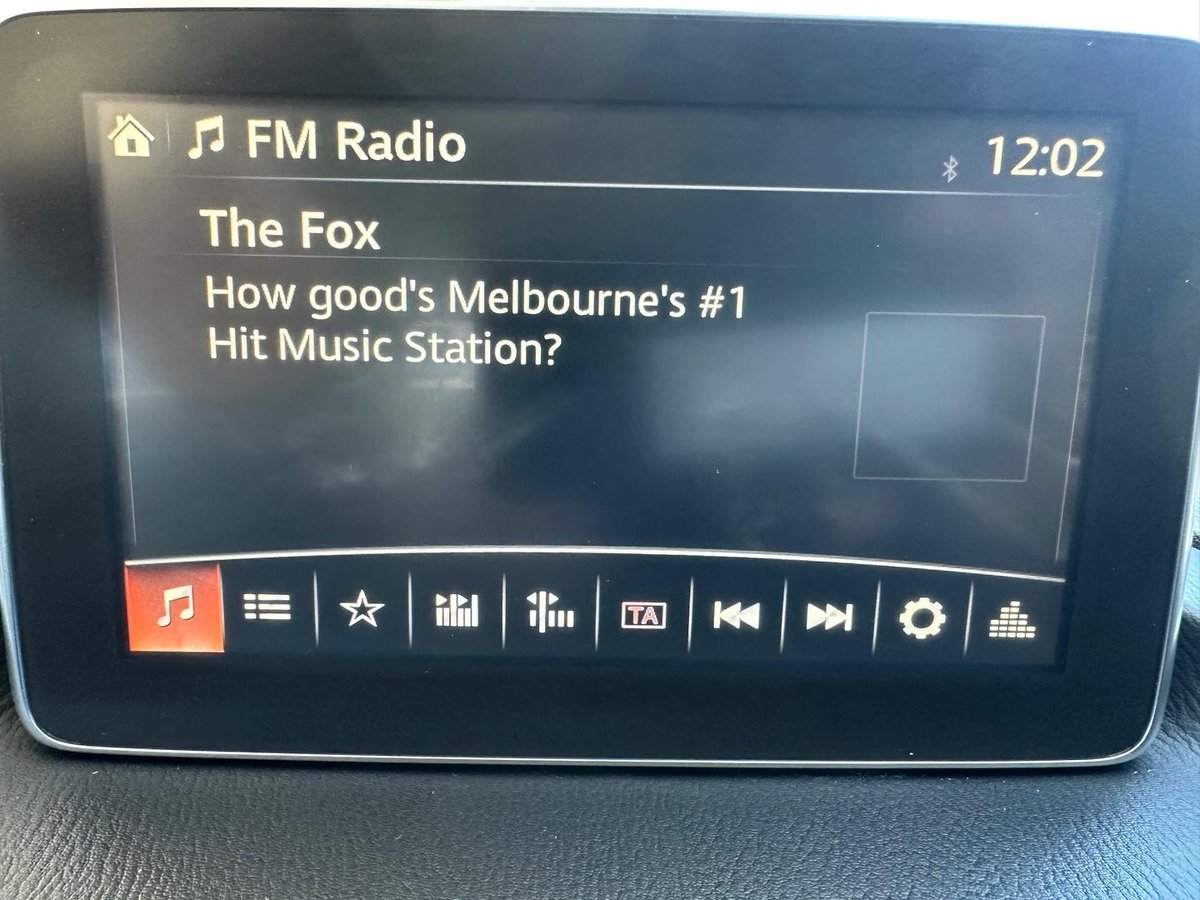 FM Radio
12:02
The Fox
How good's Melbourne's #1
Hit Music Station?
TA